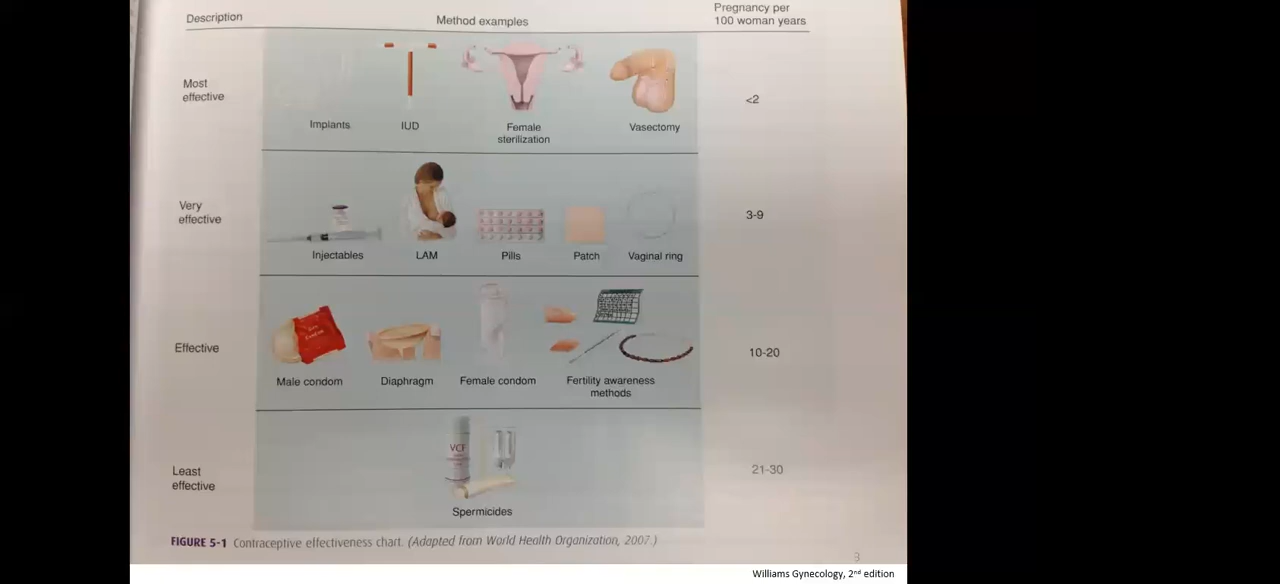 Description
Method examples
Pregnancy per
100 woman years
Most
effective
Implants
IUD
Female
sterilization
Vasectomy
<2
Very
effective
Injectables
LAM
Pills
Patch
Vaginal ring
3-9
Effective
Male condom
Diaphragm
Female condom
Fertility awareness
methods
10-20
Least
effective
VCF
Spermicides
21-30
FIGURE 5-1 Contraceptive effectiveness chart. (Adapted from World Health Organization, 2007.)
3
Williams Gynecology, 2nd edition